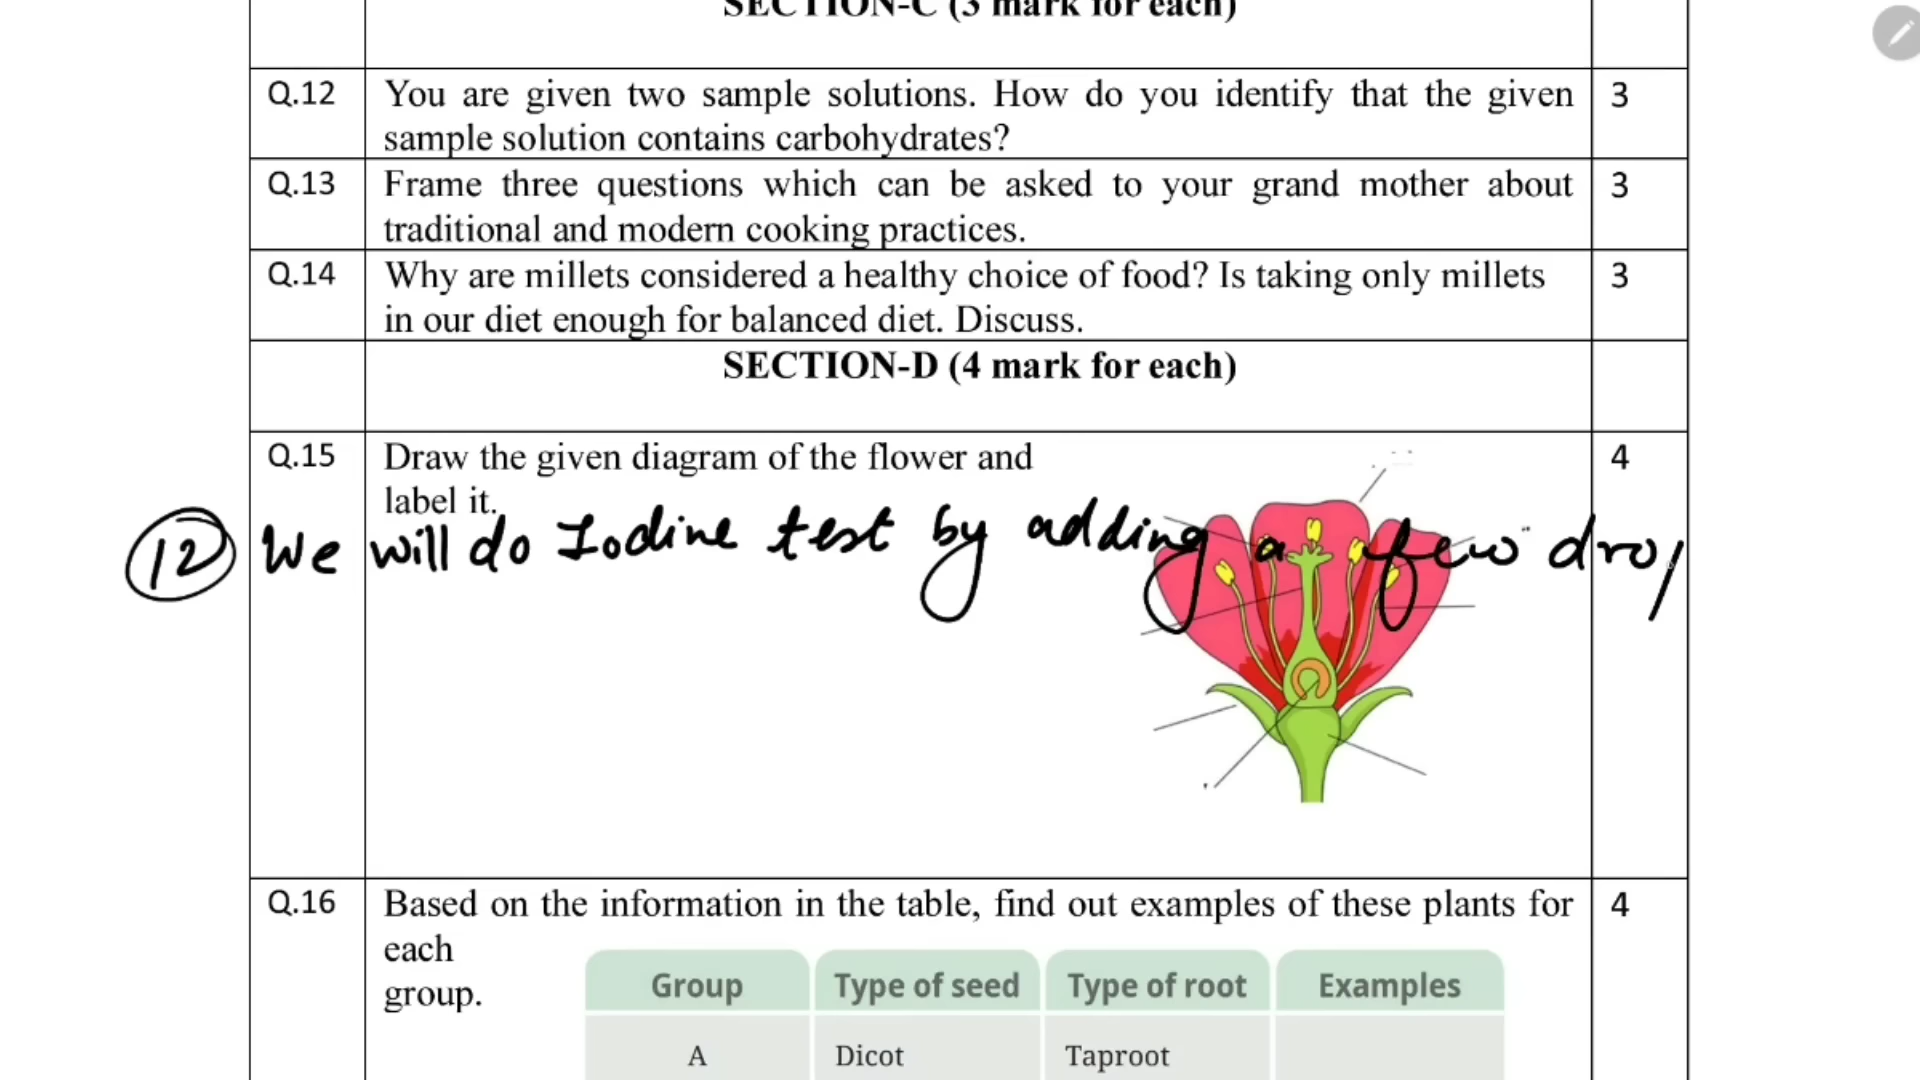 SECTION-C (3 mark for each)
Q.12 You are given two sample solutions. How do you identify that the given 3
sample solution contains carbohydrates?
Q.13 Frame three questions which can be asked to your grand mother about 3
traditional and modern cooking practices.
Q.14 Why are millets considered a healthy choice of food? Is taking only millets 3
in our diet enough for balanced diet. Discuss.
SECTION-D (4 mark for each)
Q.15 Draw the given diagram of the flower and 4
label it.
12 We will do Iodine test by adding a few drop
Q.16 Based on the information in the table, find out examples of these plants for 4
each
group.
Group Type of seed Type of root Examples
A Dicot Taproot